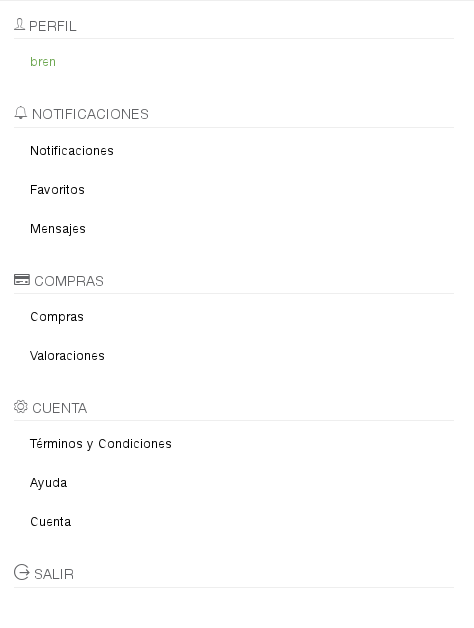 PERFIL
bren
NOTIFICACIONES
Notificaciones
Favoritos
Mensajes
COMPRAS
Compras
Valoraciones
CUENTA
Términos y Condiciones
Ayuda
Cuenta
SALIR